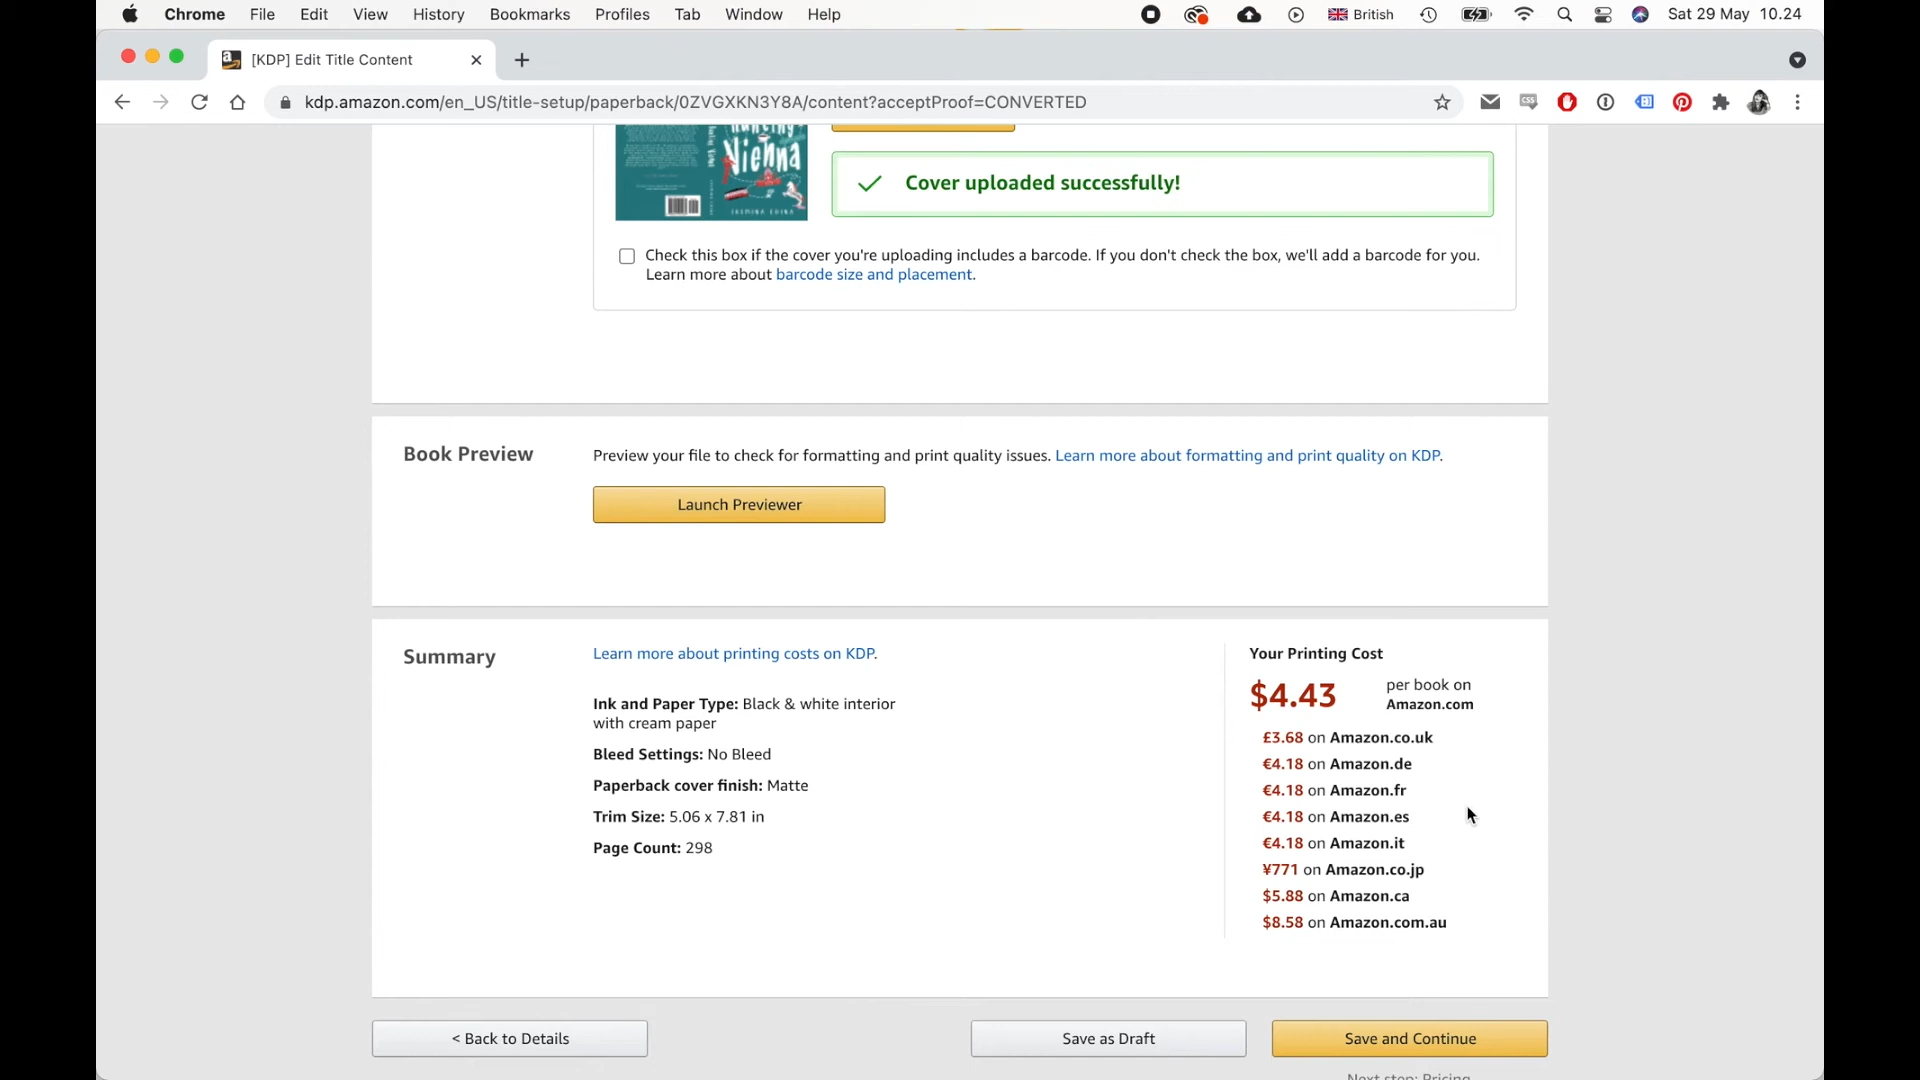 Chrome File Edit View History Bookmarks Profiles Tab Window Help British Sat 29 May 10.24
[KDP] Edit Title Content
kdp.amazon.com/en_US/title-setup/paperback/0ZVGXKN3Y8A/content?acceptProof=CONVERTED
Vienna
Cover uploaded successfully!
Check this box if the cover you're uploading includes a barcode. If you don't check the box, we'll add a barcode for you.
Learn more about barcode size and placement.
Book Preview
Preview your file to check for formatting and print quality issues. Learn more about formatting and print quality on KDP.
Launch Previewer
Summary
Learn more about printing costs on KDP.
Ink and Paper Type: Black & white interior
with cream paper
Bleed Settings: No Bleed
Paperback cover finish: Matte
Trim Size: 5.06 x 7.81 in
Page Count: 298
Your Printing Cost
$4.43
per book on
Amazon.com
£3.68 on Amazon.co.uk
€4.18 on Amazon.de
€4.18 on Amazon.fr
€4.18 on Amazon.es
€4.18 on Amazon.it
¥771 on Amazon.co.jp
$5.88 on Amazon.ca
$8.58 on Amazon.com.au
< Back to Details
Save as Draft
Save and Continue
Next step: Pricing